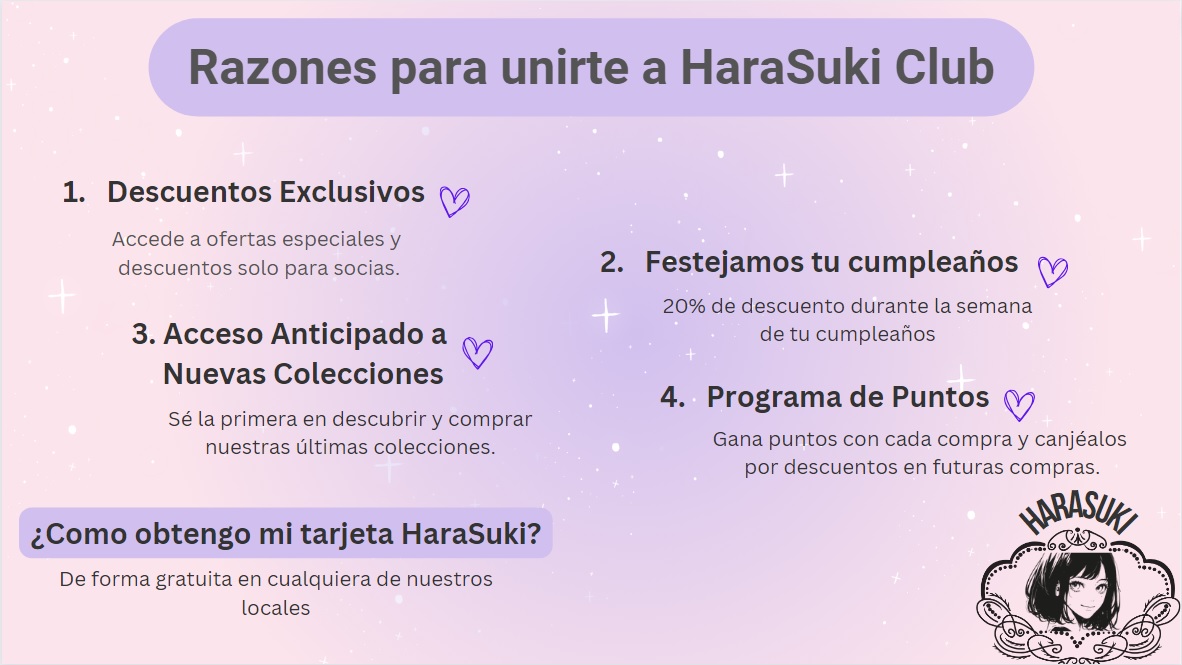 Razones para unirte a HaraSuki Club
1. Descuentos Exclusivos
Accede a ofertas especiales y
descuentos solo para socias.
2. Festejamos tu cumpleaños
20% de descuento durante la semana
de tu cumpleaños
3. Acceso Anticipado a
Nuevas Colecciones
Sé la primera en descubrir y comprar
nuestras últimas colecciones.
4. Programa de Puntos
Gana puntos con cada compra y canjéalos
por descuentos en futuras compras.
¿Como obtengo mi tarjeta HaraSuki?
De forma gratuita en cualquiera de nuestros
locales
HARASUKI